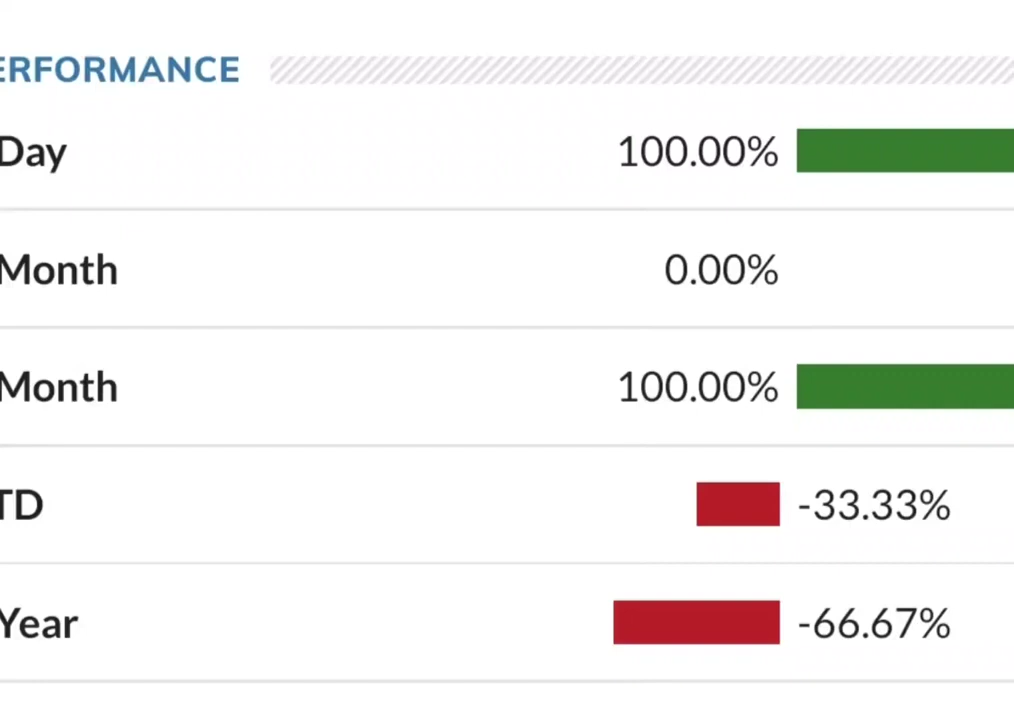 ERFORMANCE
Day 100.00%
Month 0.00%
Month 100.00%
TD -33.33%
Year -66.67%